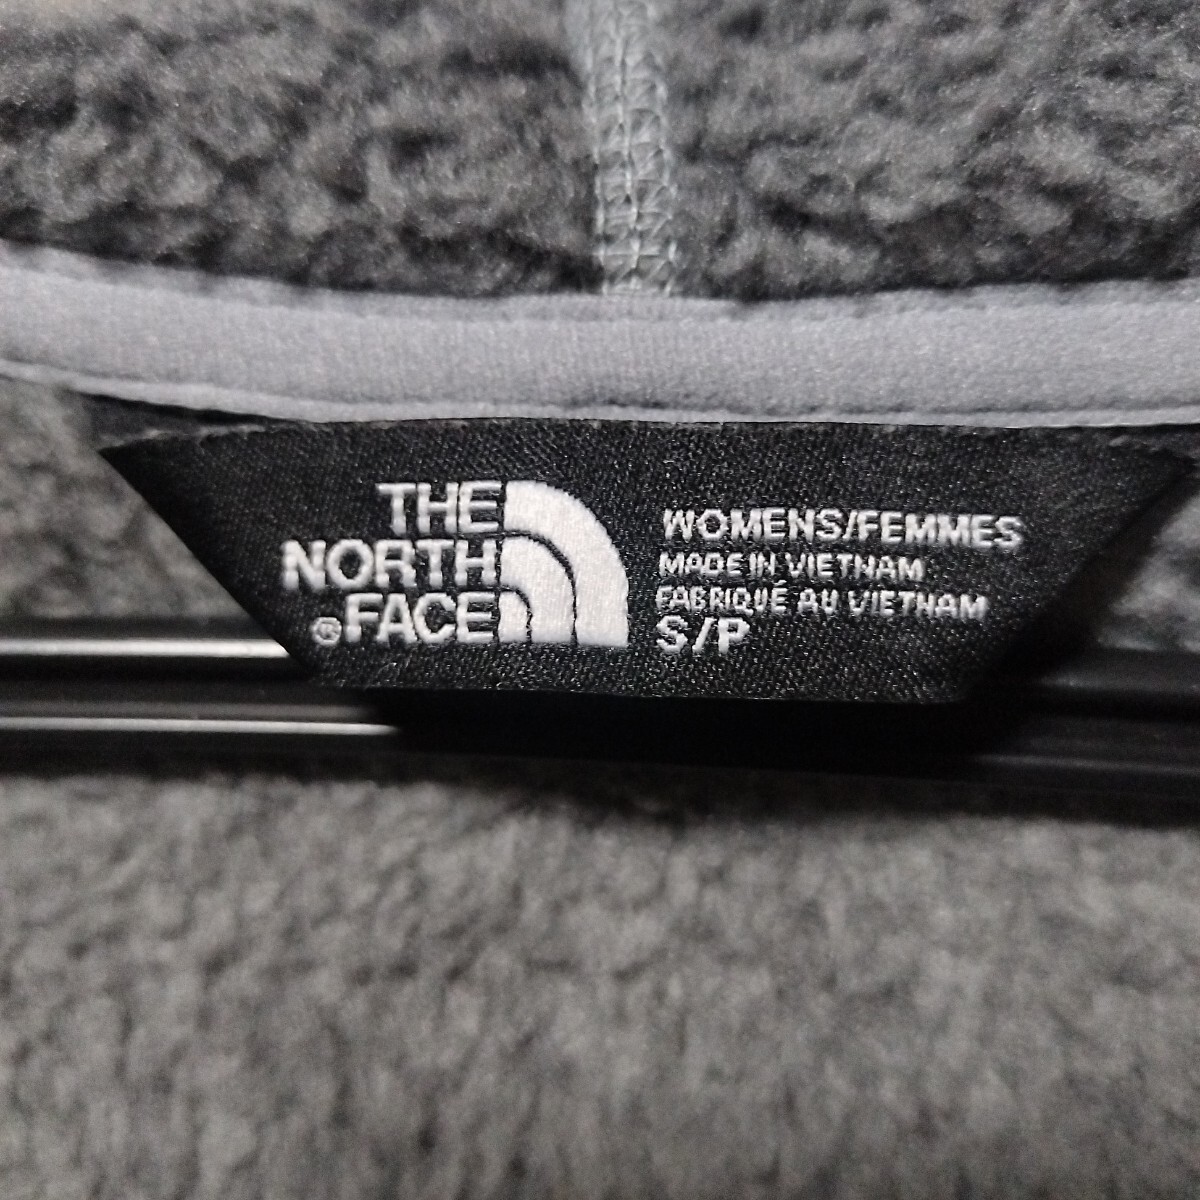 THE
NORTH
®FACE
WOMENS/FEMMES
MADE IN VIETNAM
FABRIQUÉ AU VIETNAM
S/P